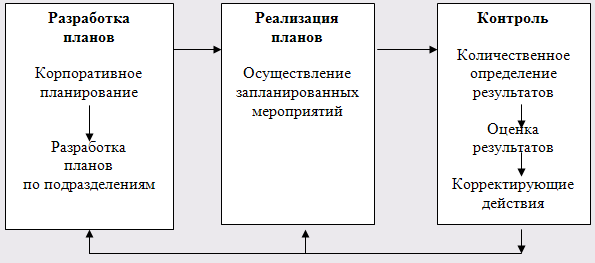 Разработка
планов
Корпоративное
планирование
Разработка
планов
по подразделениям
Реализация
планов
Осуществление
запланированных
мероприятий
Контроль
Количественное
определение
результатов
Оценка
результатов
Корректирующие
действия